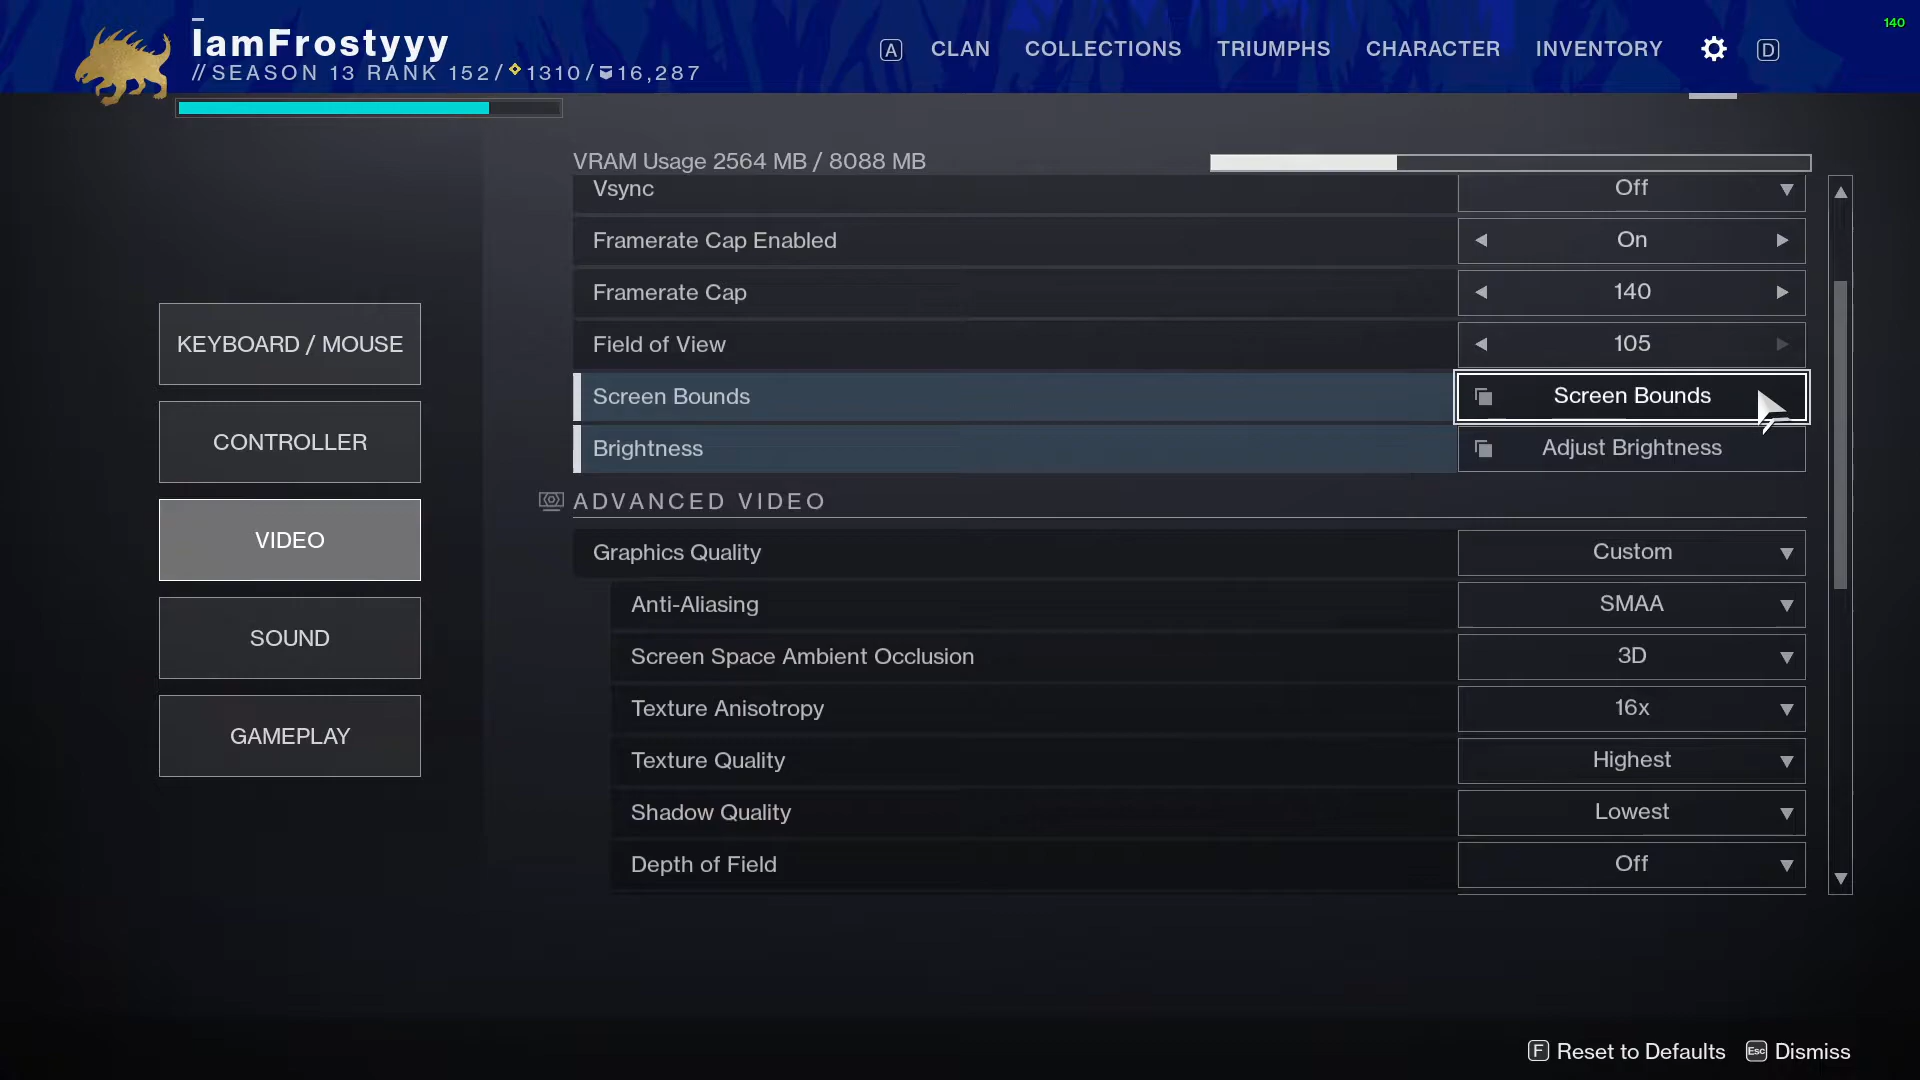 140
IamFrostyyy
// SEASON 13 RANK 152/ 1310/ 16,287
A CLAN COLLECTIONS TRIUMPHS CHARACTER INVENTORY D
VRAM Usage 2564 MB / 8088 MB
Vsync Off
Framerate Cap Enabled On
Framerate Cap 140
Field of View 105
Screen Bounds Screen Bounds
Brightness Adjust Brightness
ADVANCED VIDEO
Graphics Quality Custom
Anti-Aliasing SMAA
Screen Space Ambient Occlusion 3D
Texture Anisotropy 16x
Texture Quality Highest
Shadow Quality Lowest
Depth of Field Off
KEYBOARD / MOUSE
CONTROLLER
VIDEO
SOUND
GAMEPLAY
F Reset to Defaults Esc Dismiss